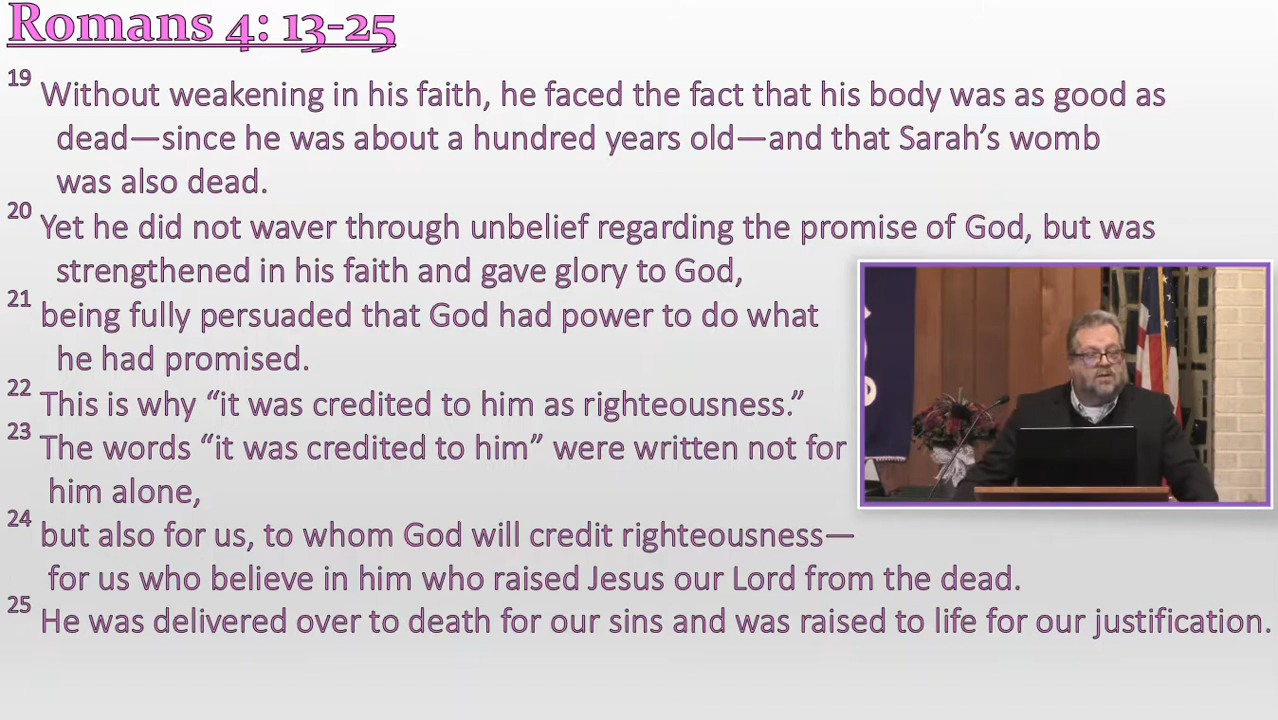 Romans 4: 13-25
19 Without weakening in his faith, he faced the fact that his body was as good as
dead—since he was about a hundred years old—and that Sarah’s womb
was also dead.
20 Yet he did not waver through unbelief regarding the promise of God, but was
strengthened in his faith and gave glory to God,
21 being fully persuaded that God had power to do what
he had promised.
22 This is why “it was credited to him as righteousness.”
23 The words “it was credited to him” were written not for
him alone,
24 but also for us, to whom God will credit righteousness—
for us who believe in him who raised Jesus our Lord from the dead.
25 He was delivered over to death for our sins and was raised to life for our justification.